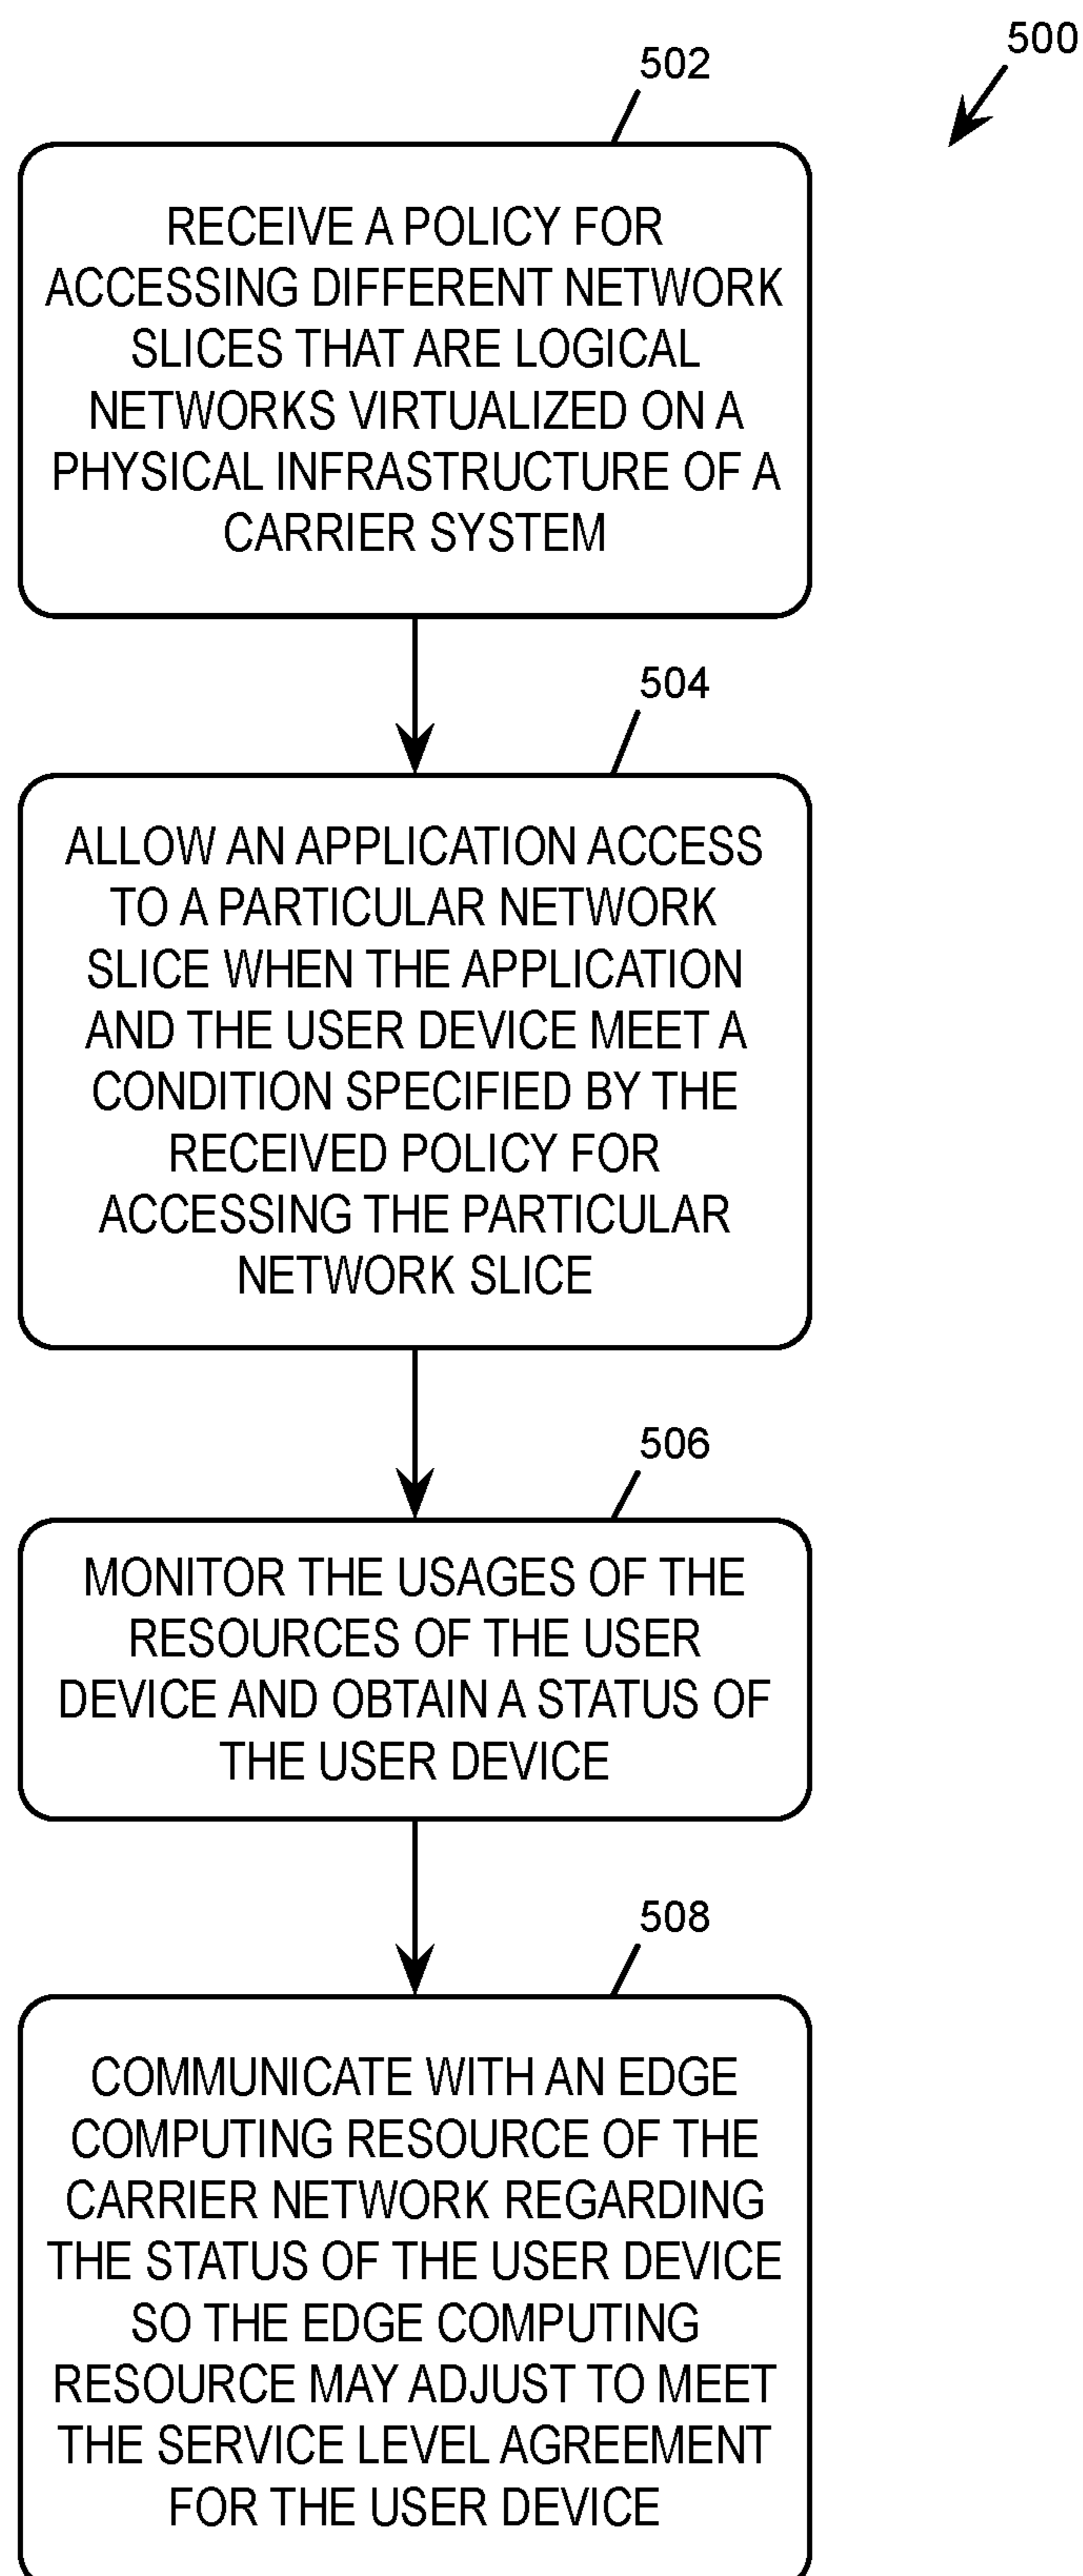 500
502
RECEIVE A POLICY FOR
ACCESSING DIFFERENT NETWORK
SLICES THAT ARE LOGICAL
NETWORKS VIRTUALIZED ON A
PHYSICAL INFRASTRUCTURE OF A
CARRIER SYSTEM
504
ALLOW AN APPLICATION ACCESS
TO A PARTICULAR NETWORK
SLICE WHEN THE APPLICATION
AND THE USER DEVICE MEET A
CONDITION SPECIFIED BY THE
RECEIVED POLICY FOR
ACCESSING THE PARTICULAR
NETWORK SLICE
506
MONITOR THE USAGES OF THE
RESOURCES OF THE USER
DEVICE AND OBTAIN A STATUS OF
THE USER DEVICE
508
COMMUNICATE WITH AN EDGE
COMPUTING RESOURCE OF THE
CARRIER NETWORK REGARDING
THE STATUS OF THE USER DEVICE
SO THE EDGE COMPUTING
RESOURCE MAY ADJUST TO MEET
THE SERVICE LEVEL AGREEMENT
FOR THE USER DEVICE